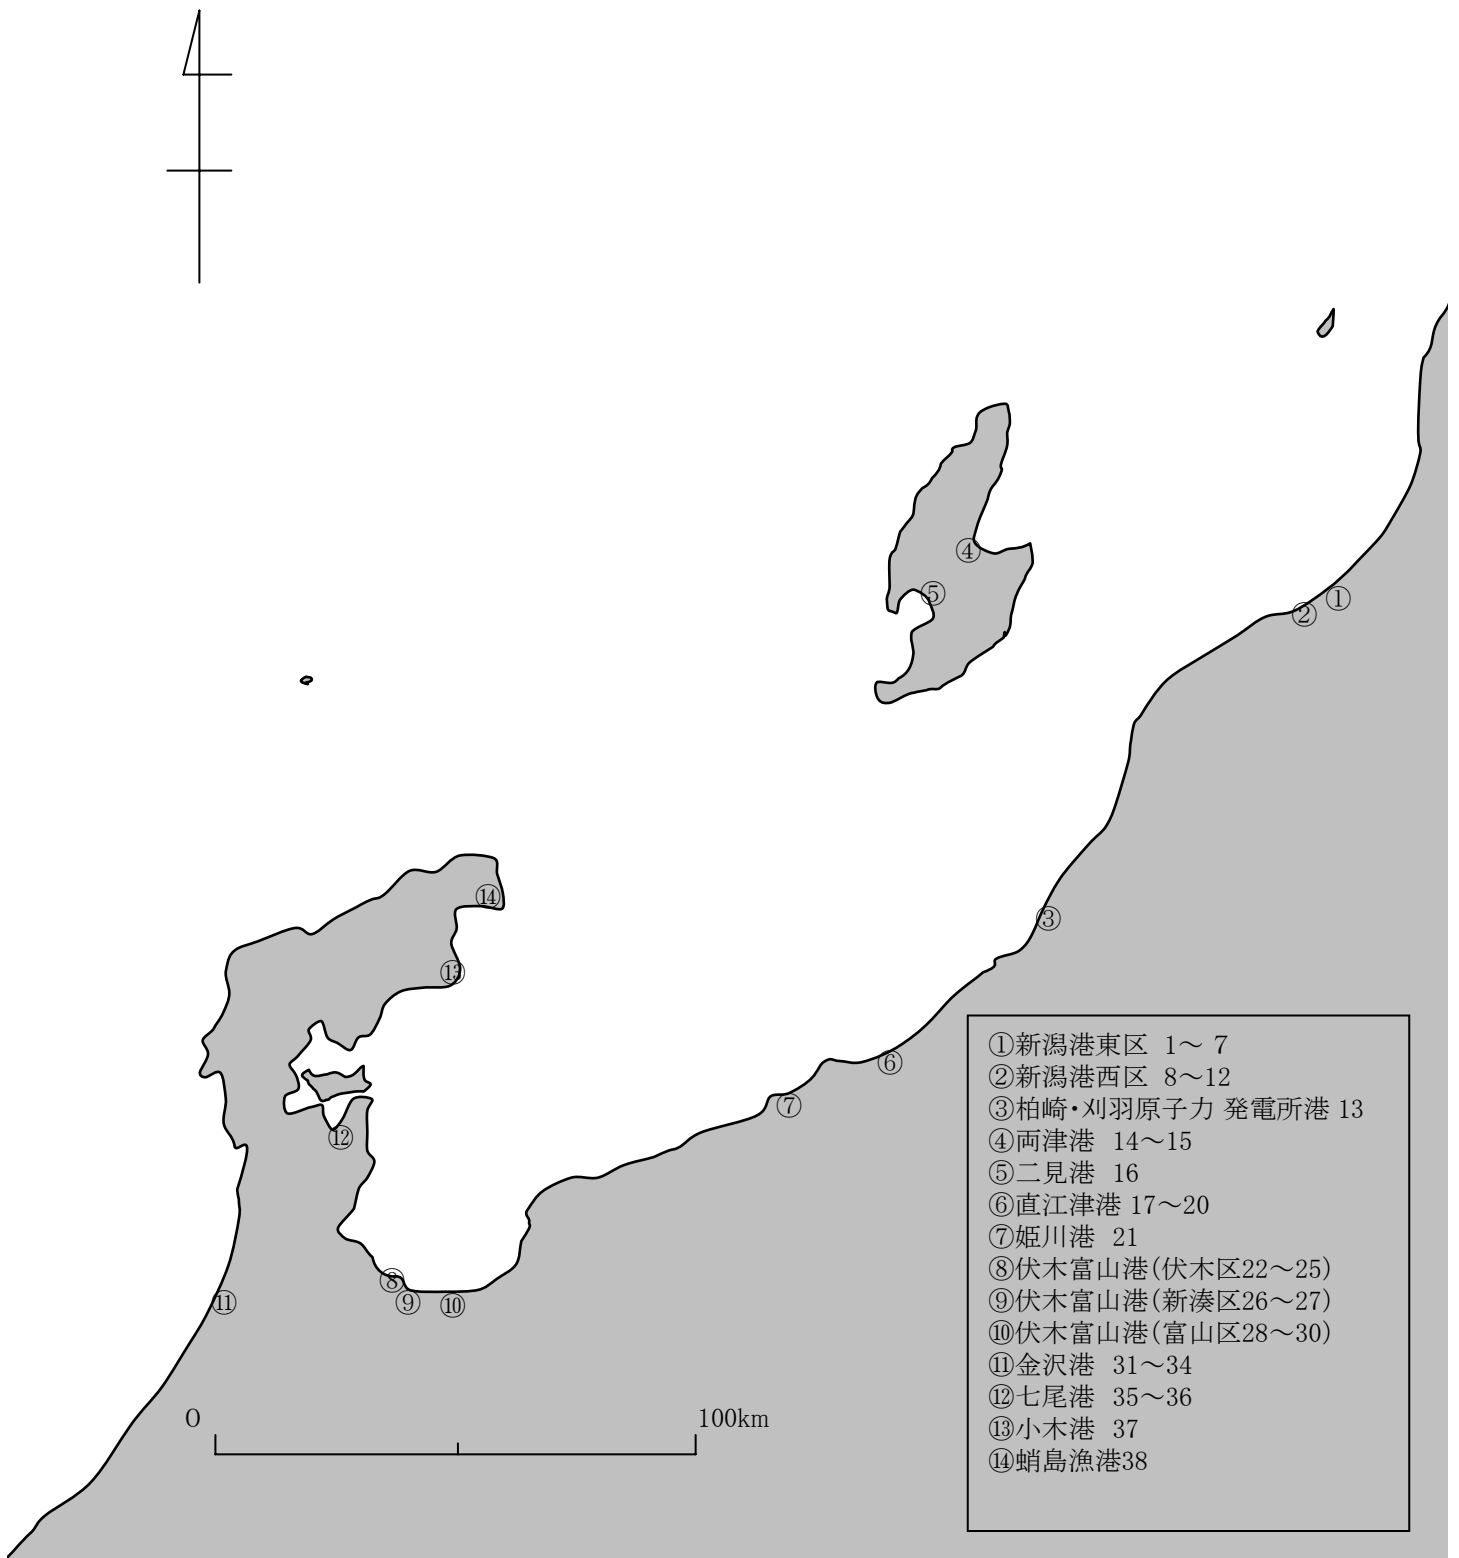 ④
⑤
①
②
⑭
③
⑬
⑥
⑦
⑫
⑧
⑨
⑩
⑪
0 100km
①新潟港東区 1～ 7
②新潟港西区 8～12
③柏崎・刈羽原子力 発電所港 13
④両津港 14～15
⑤二見港 16
⑥直江津港 17～20
⑦姫川港 21
⑧伏木富山港(伏木区22～25)
⑨伏木富山港(新湊区26～27)
⑩伏木富山港(富山区28～30)
⑪金沢港 31～34
⑫七尾港 35～36
⑬小木港 37
⑭蛸島漁港38